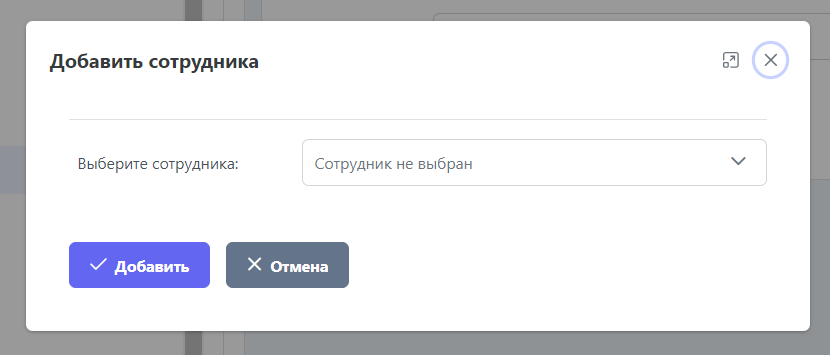 Добавить сотрудника
Выберите сотрудника:
Сотрудник не выбран
Добавить
Отмена